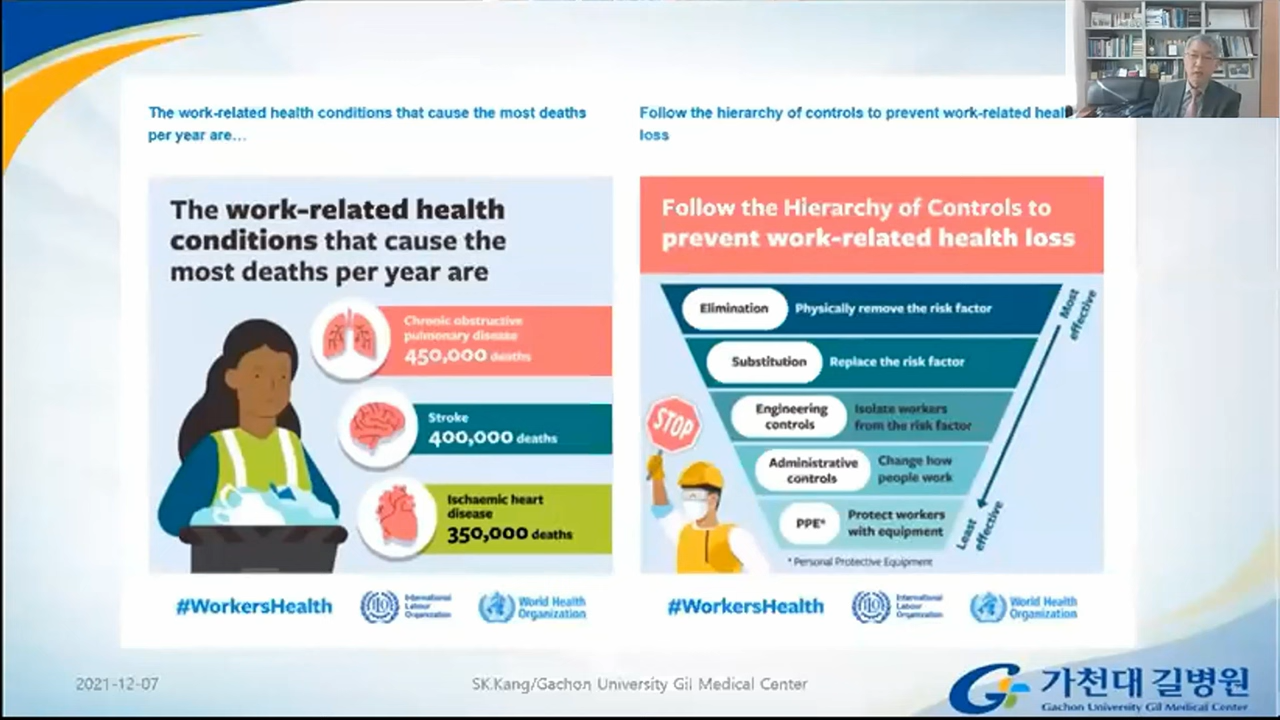 The work-related health conditions that cause the most deaths
per year are...
The work-related health
conditions that cause the
most deaths per year are
Chronic obstructive
pulmonary disease
450,000 deaths
Stroke
400,000 deaths
Ischaemic heart
disease
350,000 deaths
#WorkersHealth
International
Labour
Organization
World Health
Organization
Follow the hierarchy of controls to prevent work-related heal
loss
Follow the Hierarchy of Controls to
prevent work-related health loss
Elimination
Physically remove the risk factor
Substitution
Replace the risk factor
Engineering
controls
Isolate workers
from the risk factor
Administrative
controls
Change how
people work
PPE*
Protect workers
with equipment
Most
effective
Least
effective
STOP
* Personal Protective Equipment
#WorkersHealth
International
Labour
Organization
World Health
Organization
2021-12-07
SK.Kang/Gachon University Gil Medical Center
가천대 길병원
Gachon University Gil Medical Center